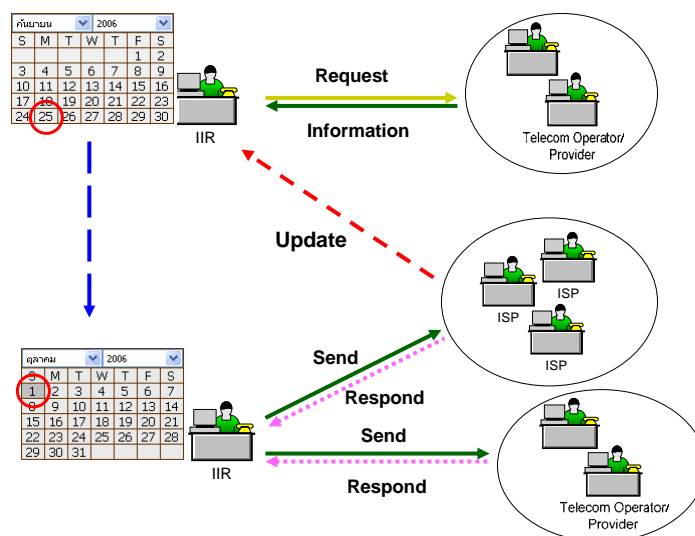 กันยายน 2006
S M T W T F S
1 2
3 4 5 6 7 8 9
10 11 12 13 14 15 16
17 18 19 20 21 22 23
24 25 26 27 28 29 30
IIR
Request
Information
Telecom Operator/
Provider
Update
ISP
ISP
ISP
ตุลาคม 2006
S M T W T F S
1 2 3 4 5 6 7
8 9 10 11 12 13 14
15 16 17 18 19 20 21
22 23 24 25 26 27 28
29 30 31
IIR
Send
Respond
Send
Respond
Telecom Operator/
Provider